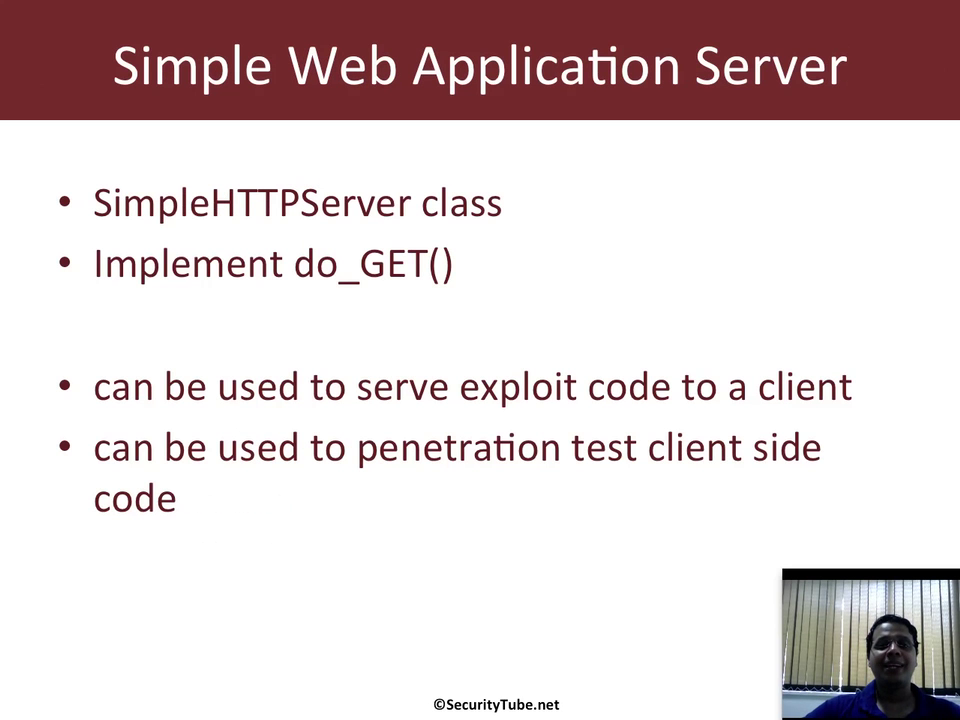 Simple Web Application Server
• SimpleHTTPServer class
• Implement do_GET()
• can be used to serve exploit code to a client
• can be used to penetration test client side
code
©SecurityTube.net